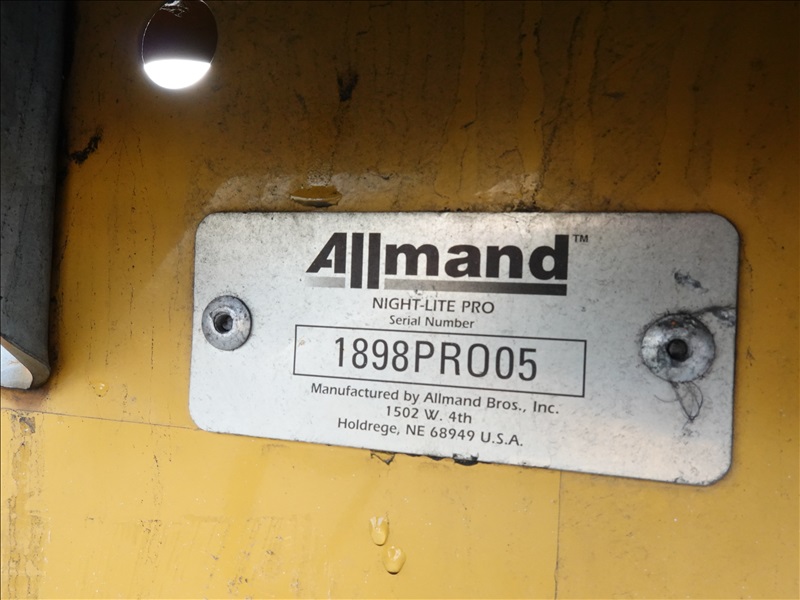 Allmand™
NIGHT-LITE PRO
Serial Number
1898PRO05
Manufactured by Allmand Bros., Inc.
1502 W. 4th
Holdrege, NE 68949 U.S.A.